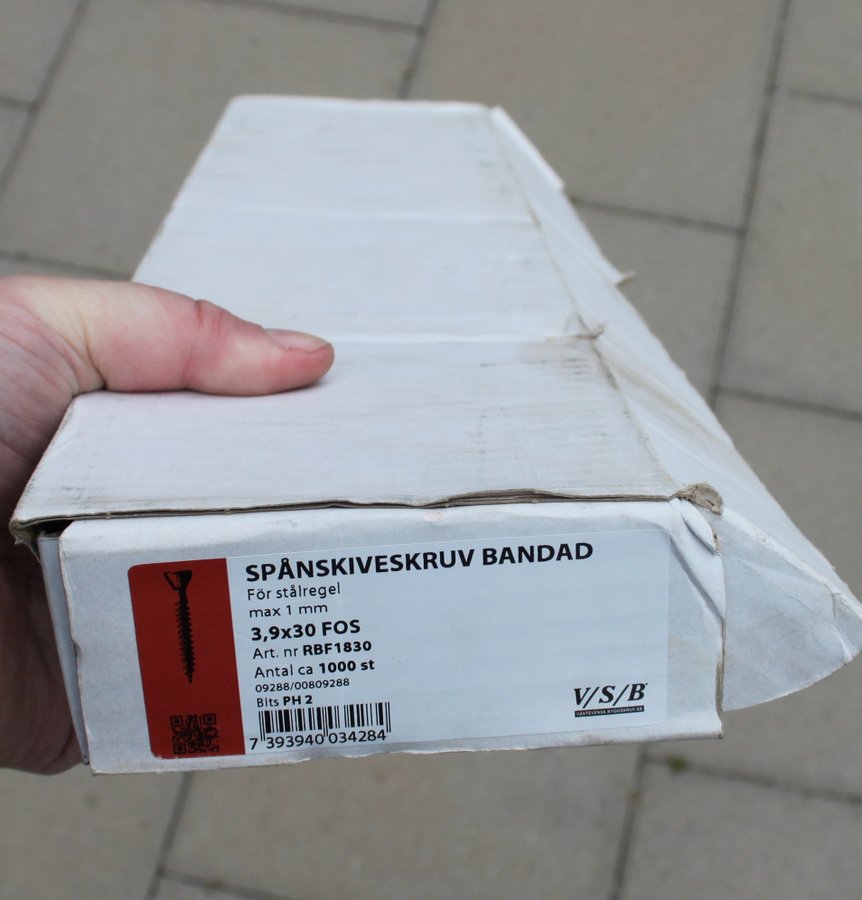 SPÅNSKIVESKRUV BANDAD
För stålregel
max 1 mm
3,9x30 FOS
Art. nr RBF1830
Antal ca 1000 st
09288/00809288
Bits PH 2
7 393940 034284
V/S/B®
VÄSTSVENSK BYGGSKRUV AB